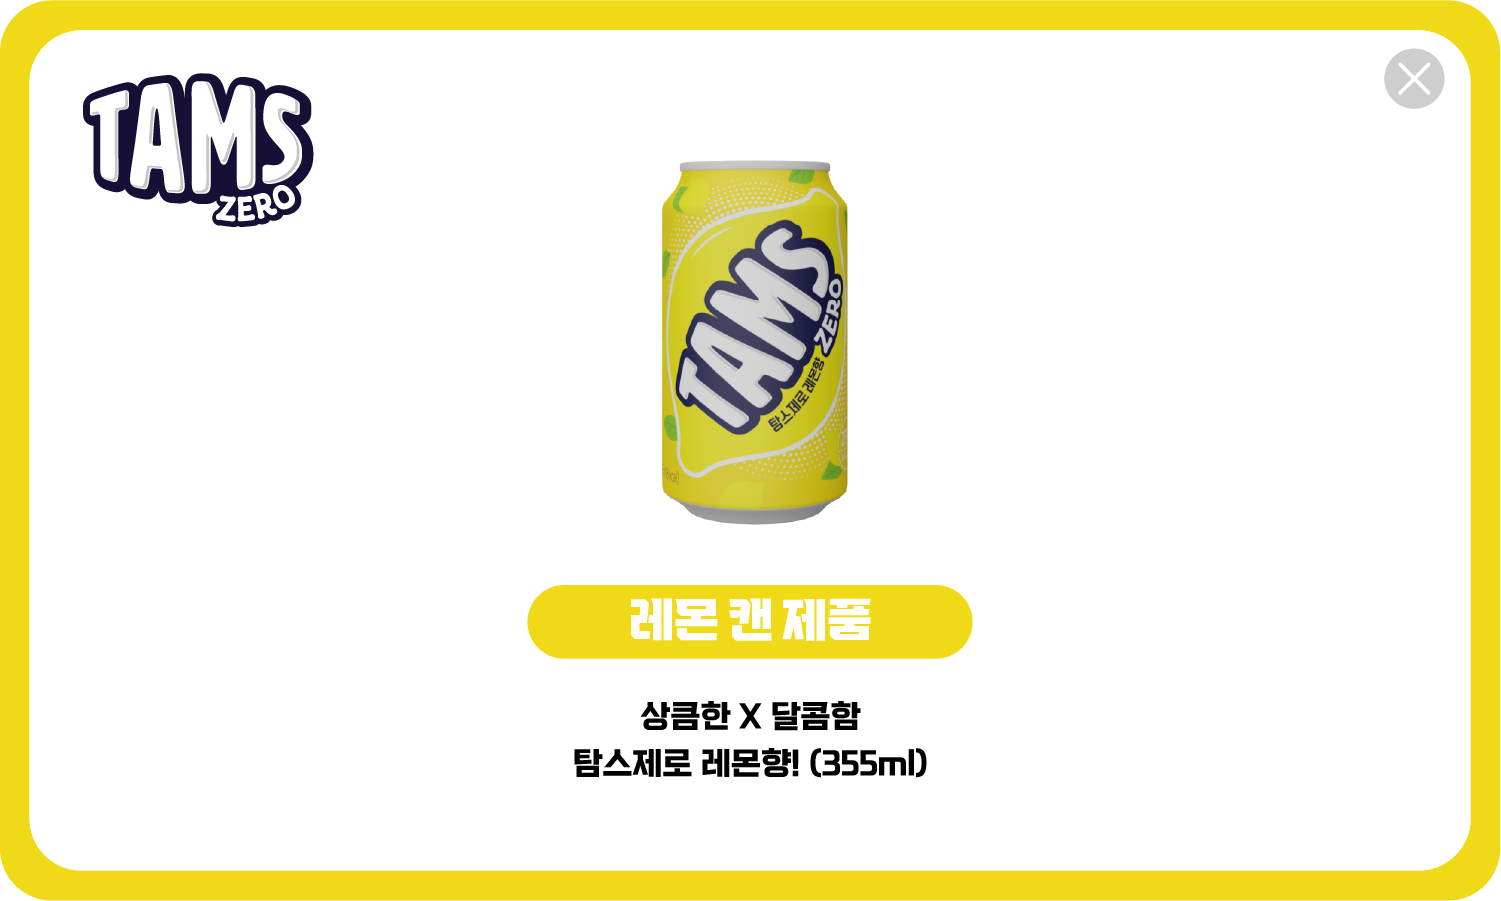 TAMS
ZERO
TAMS
ZERO
탐스제로 레몬향
레몬 캔 제품
상큼한 X 달콤함
탐스제로 레몬향! (355ml)